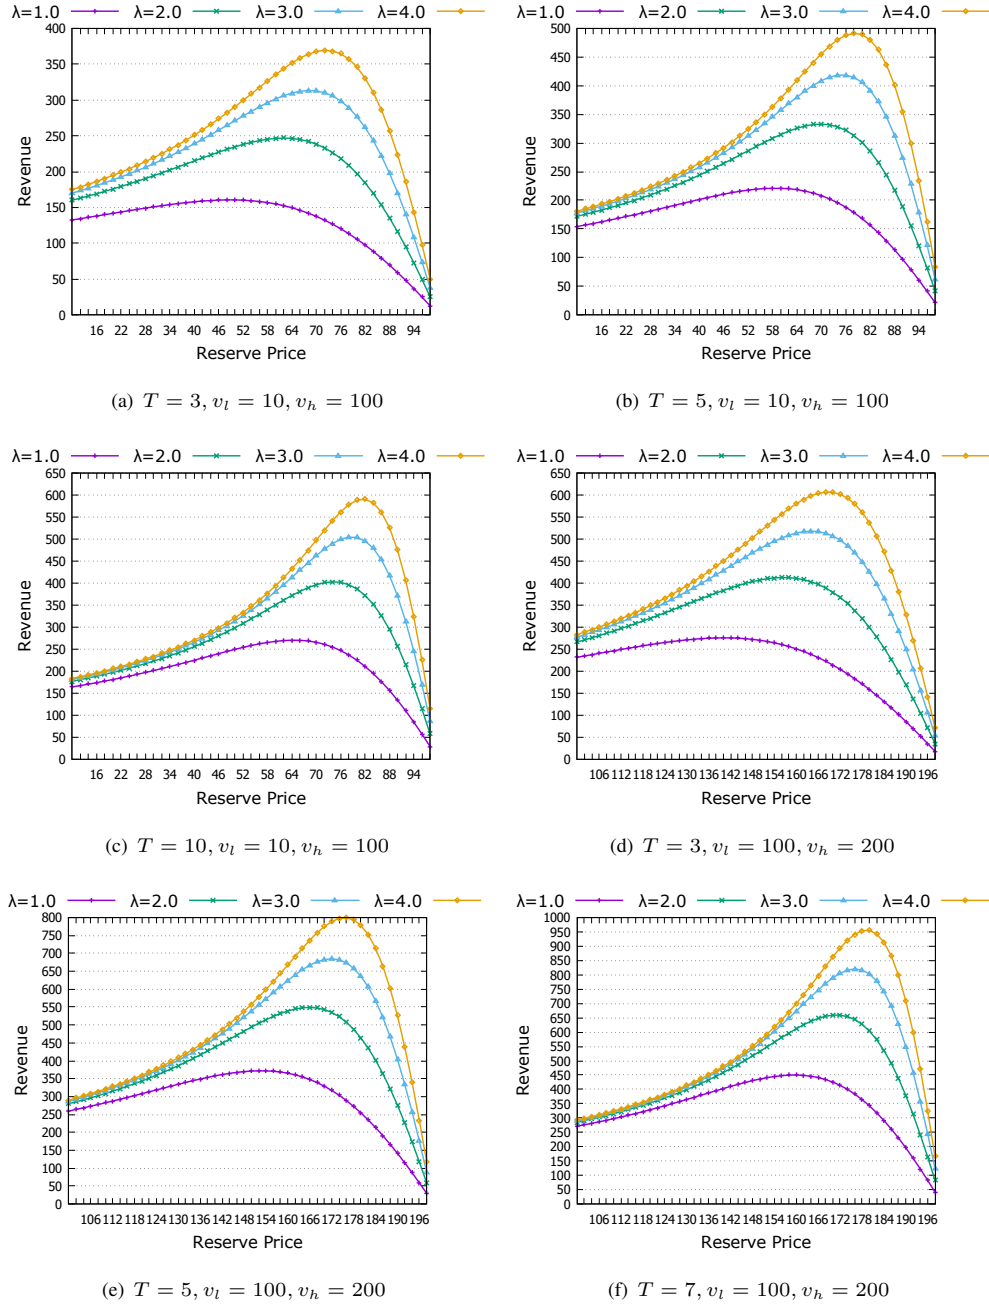 λ=1.0 λ=2.0 λ=3.0 λ=4.0
400
350
300
250
200
150
100
50
0
Revenue
16 22 28 34 40 46 52 58 64 70 76 82 88 94
Reserve Price
(a) T = 3, v_l = 10, v_h = 100
λ=1.0 λ=2.0 λ=3.0 λ=4.0
500
450
400
350
300
250
200
150
100
50
0
Revenue
16 22 28 34 40 46 52 58 64 70 76 82 88 94
Reserve Price
(b) T = 5, v_l = 10, v_h = 100
λ=1.0 λ=2.0 λ=3.0 λ=4.0
650
600
550
500
450
400
350
300
250
200
150
100
50
0
Revenue
16 22 28 34 40 46 52 58 64 70 76 82 88 94
Reserve Price
(c) T = 10, v_l = 10, v_h = 100
λ=1.0 λ=2.0 λ=3.0 λ=4.0
650
600
550
500
450
400
350
300
250
200
150
100
50
0
Revenue
106 112 118 124 130 136 142 148 154 160 166 172 178 184 190 196
Reserve Price
(d) T = 3, v_l = 100, v_h = 200
λ=1.0 λ=2.0 λ=3.0 λ=4.0
800
750
700
650
600
550
500
450
400
350
300
250
200
150
100
50
0
Revenue
106 112 118 124 130 136 142 148 154 160 166 172 178 184 190 196
Reserve Price
(e) T = 5, v_l = 100, v_h = 200
λ=1.0 λ=2.0 λ=3.0 λ=4.0
1000
950
900
850
800
750
700
650
600
550
500
450
400
350
300
250
200
150
100
50
0
Revenue
106 112 118 124 130 136 142 148 154 160 166 172 178 184 190 196
Reserve Price
(f) T = 7, v_l = 100, v_h = 200